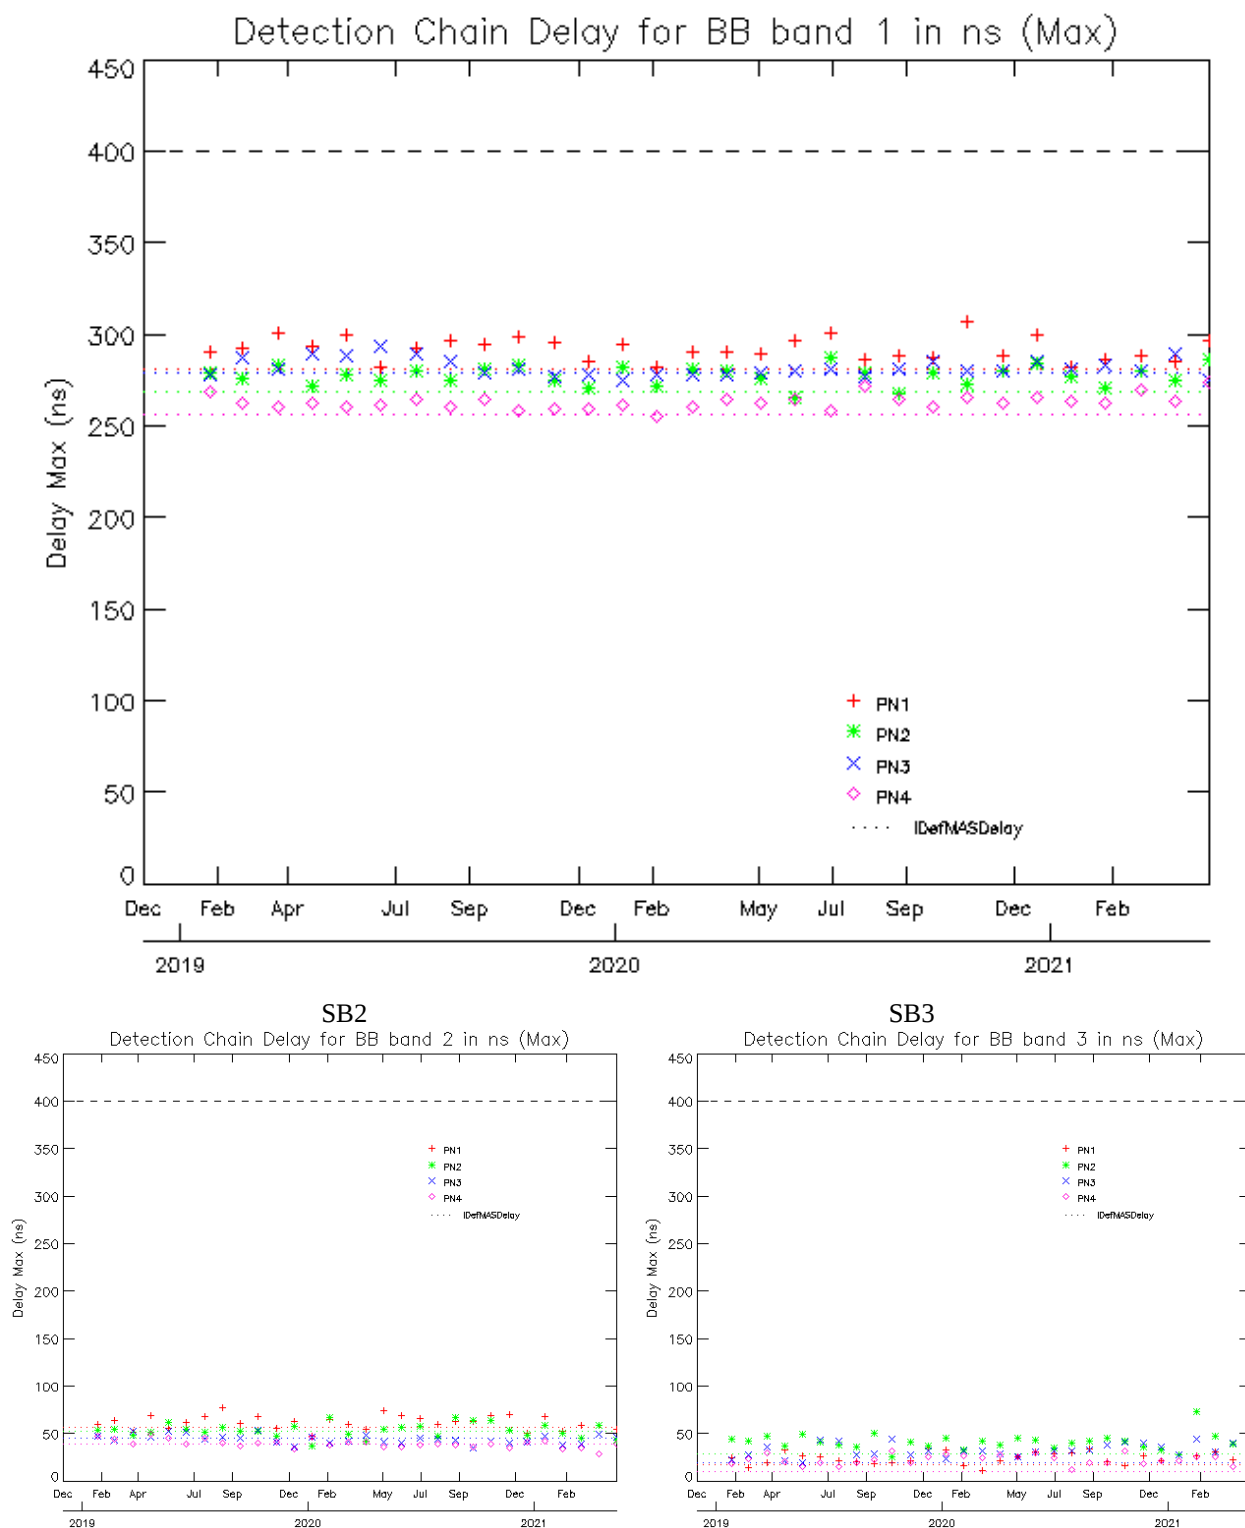 Detection Chain Delay for BB band 1 in ns (Max)
450
400
350
300
250
200
150
100
50
0
Delay Max (ns)
PN1
PN2
PN3
PN4
IDefMASDelay
Dec Feb Apr Jul Sep Dec Feb May Jul Sep Dec Feb
2019 2020 2021
SB2 SB3
Detection Chain Delay for BB band 2 in ns (Max)
450
400
350
300
250
200
150
100
50
0
Delay Max (ns)
PN1
PN2
PN3
PN4
IDefMASDelay
Dec Feb Apr Jul Sep Dec Feb May Jul Sep Dec Feb
2019 2020 2021
Detection Chain Delay for BB band 3 in ns (Max)
450
400
350
300
250
200
150
100
50
0
Delay Max (ns)
PN1
PN2
PN3
PN4
IDefMASDelay
Dec Feb Apr Jul Sep Dec Feb May Jul Sep Dec Feb
2019 2020 2021